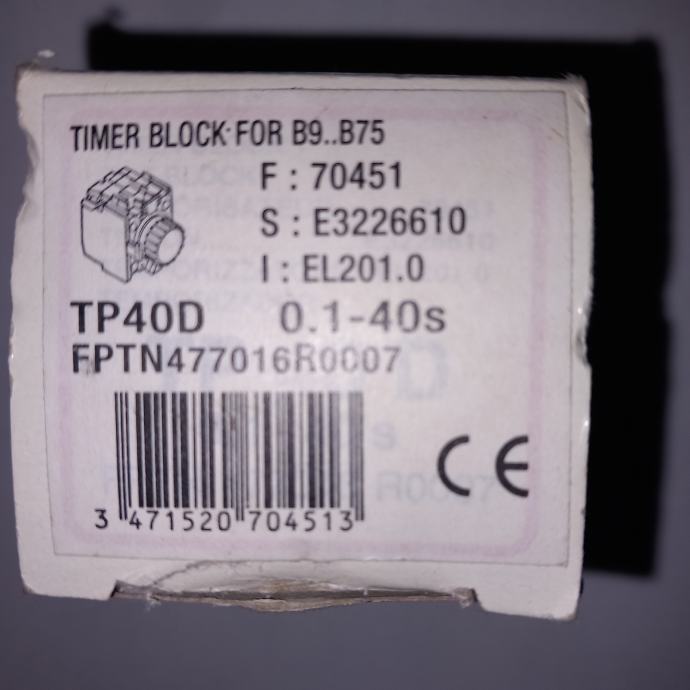 TIMER BLOCK FOR B9..B75
F : 70451
S : E3226610
I : EL201.0
TP40D 0.1-40s
FPTN477016R0007
CE
3 471520 704513